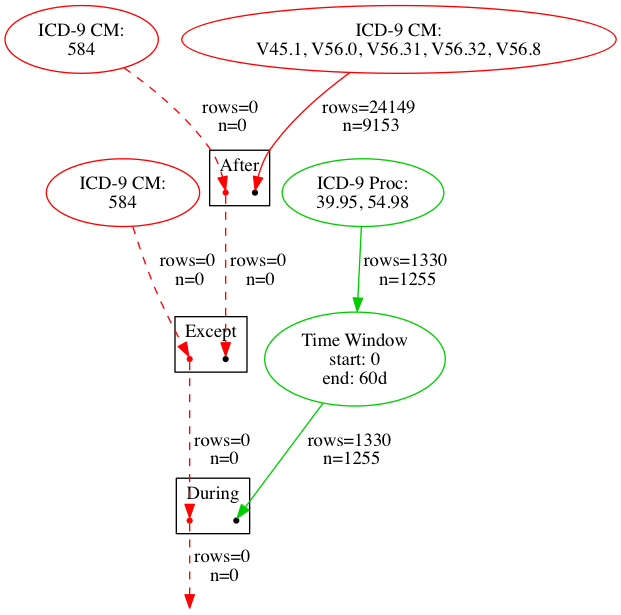 ICD-9 CM:
584
ICD-9 CM:
V45.1, V56.0, V56.31, V56.32, V56.8
rows=0
n=0
rows=24149
n=9153
After
ICD-9 CM:
584
ICD-9 Proc:
39.95, 54.98
rows=0
n=0
rows=0
n=0
rows=1330
n=1255
Except
Time Window
start: 0
end: 60d
rows=0
n=0
rows=1330
n=1255
During
rows=0
n=0